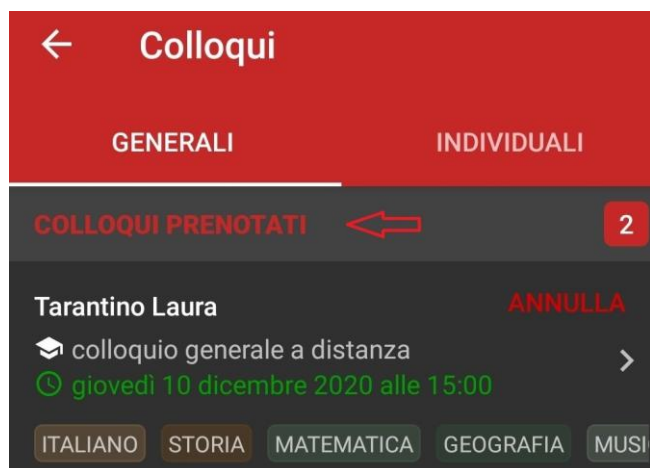 Colloqui
GENERALI INDIVIDUALI
COLLOQUI PRENOTATI 2
Tarantino Laura ANNULLA
colloquio generale a distanza
giovedì 10 dicembre 2020 alle 15:00
ITALIANO STORIA MATEMATICA GEOGRAFIA MUSI